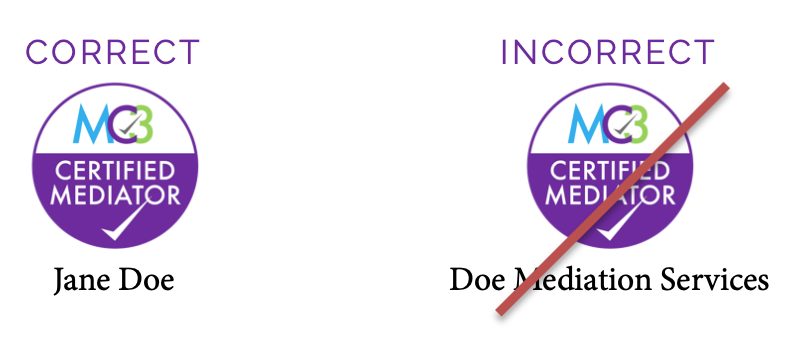 CORRECT
MC3
CERTIFIED
MEDIATOR
Jane Doe
INCORRECT
MC3
CERTIFIED
MEDIATOR
Doe Mediation Services